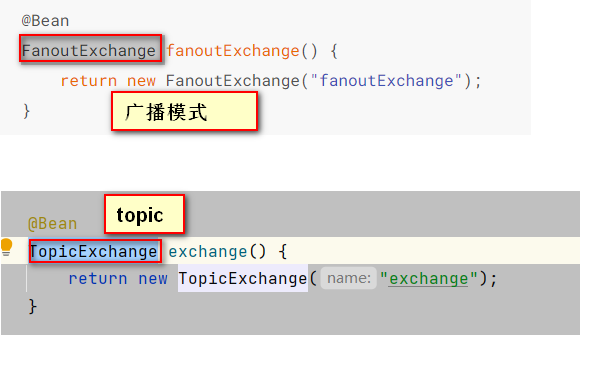 @Bean
FanoutExchange fanoutExchange() {
return new FanoutExchange("fanoutExchange");
}
广播模式
topic
@Bean
TopicExchange exchange() {
return new TopicExchange( name: "exchange");
}